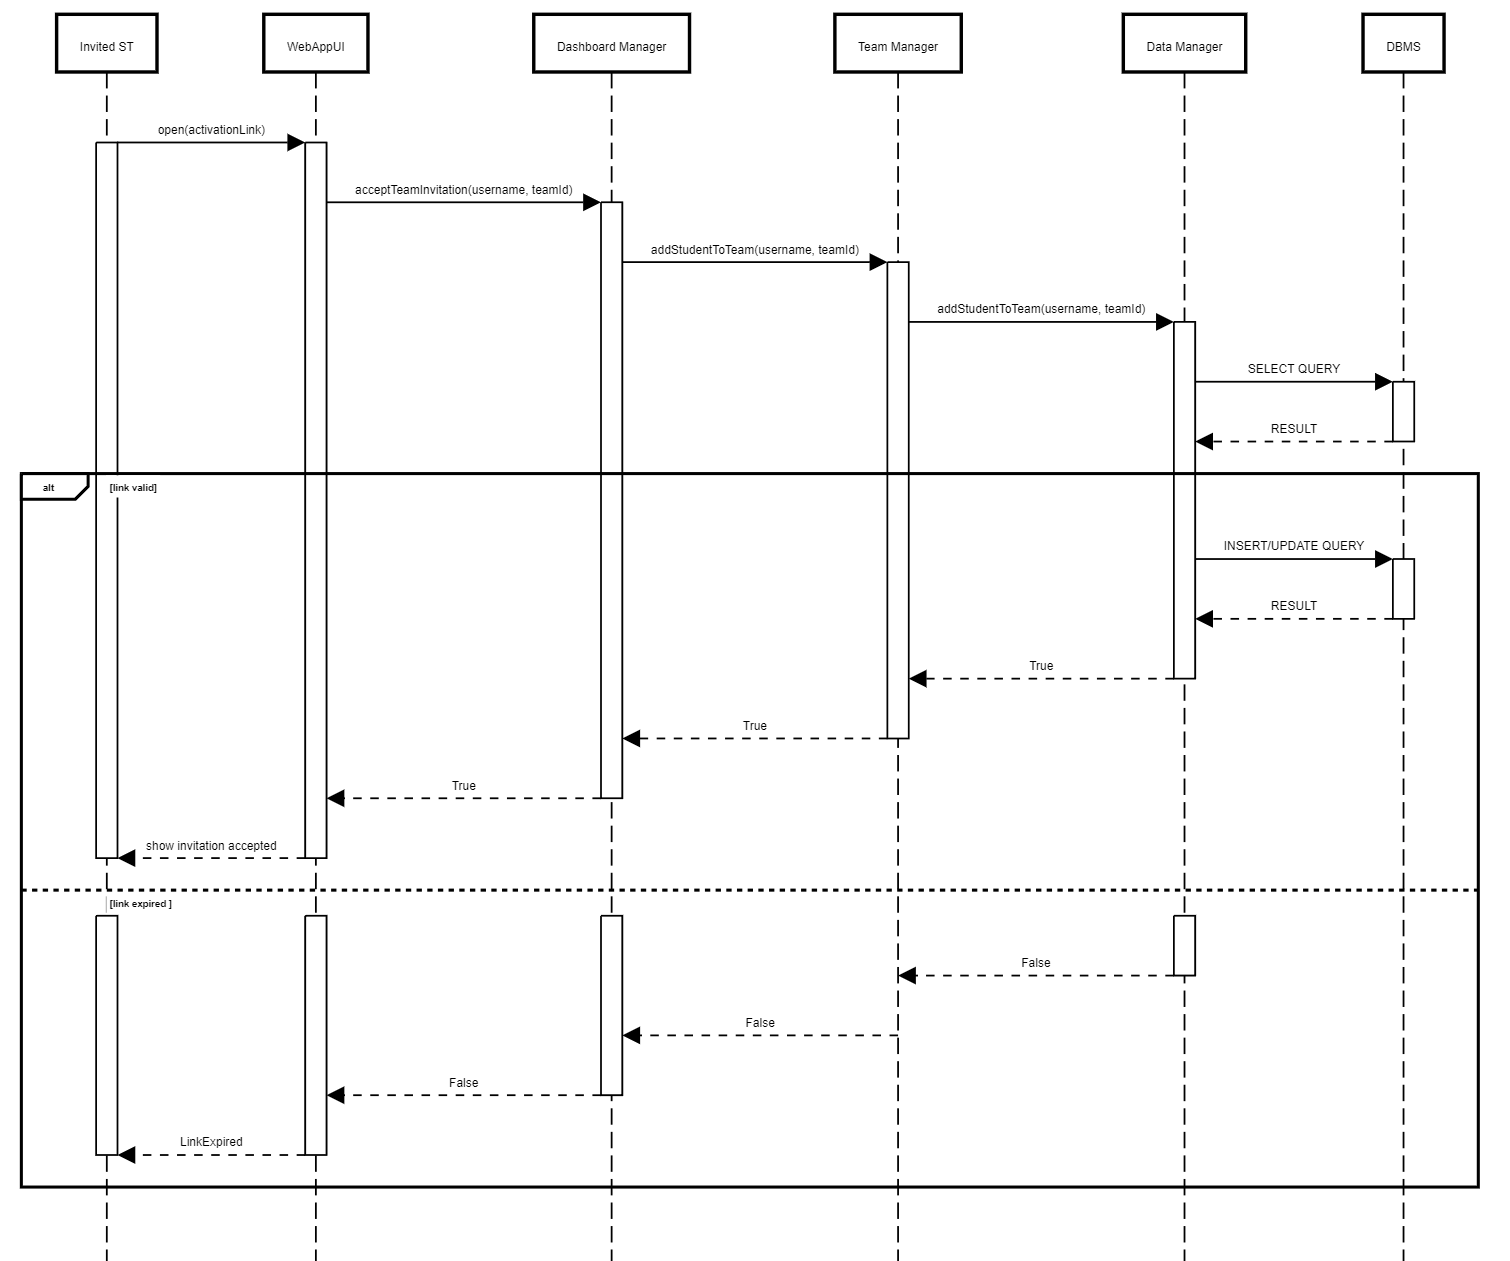 Invited ST
WebAppUI
Dashboard Manager
Team Manager
Data Manager
DBMS
open(activationLink)
acceptTeamInvitation(username, teamId)
addStudentToTeam(username, teamId)
addStudentToTeam(username, teamId)
SELECT QUERY
RESULT
alt
[link valid]
INSERT/UPDATE QUERY
RESULT
True
True
True
show invitation accepted
[link expired ]
False
False
False
LinkExpired